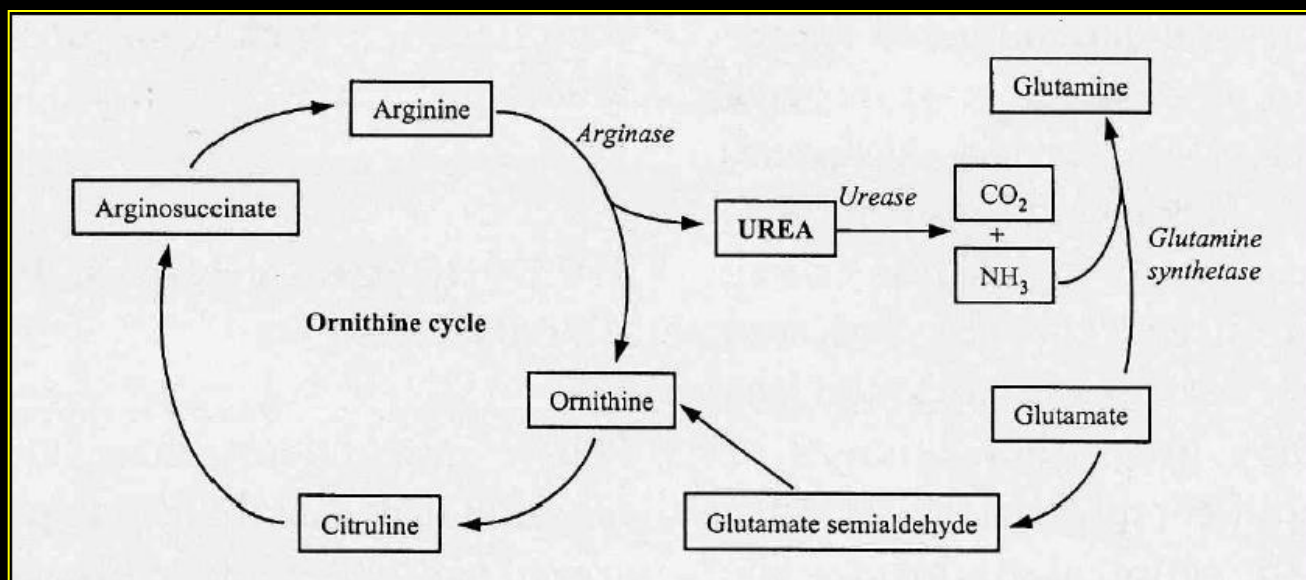 Glutamine
Arginine
Arginase
Arginosuccinate
UREA
Urease
CO₂
+
NH₃
Glutamine
synthetase
Ornithine cycle
Ornithine
Glutamate
Citruline
Glutamate semialdehyde